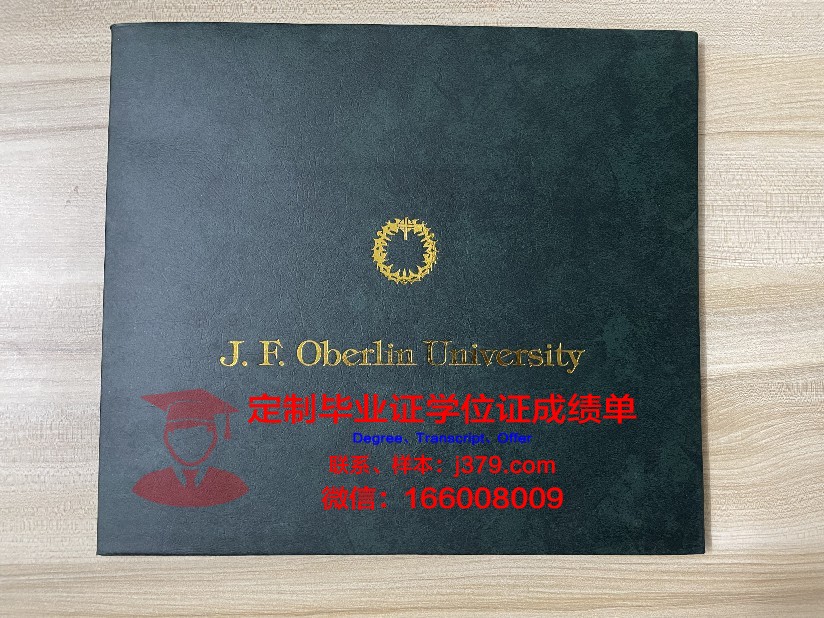 J. F. Oberlin University
定制毕业证学位证成绩单
Degree、Transcript、Offer
联系、样本：j379.com
微信：166008009